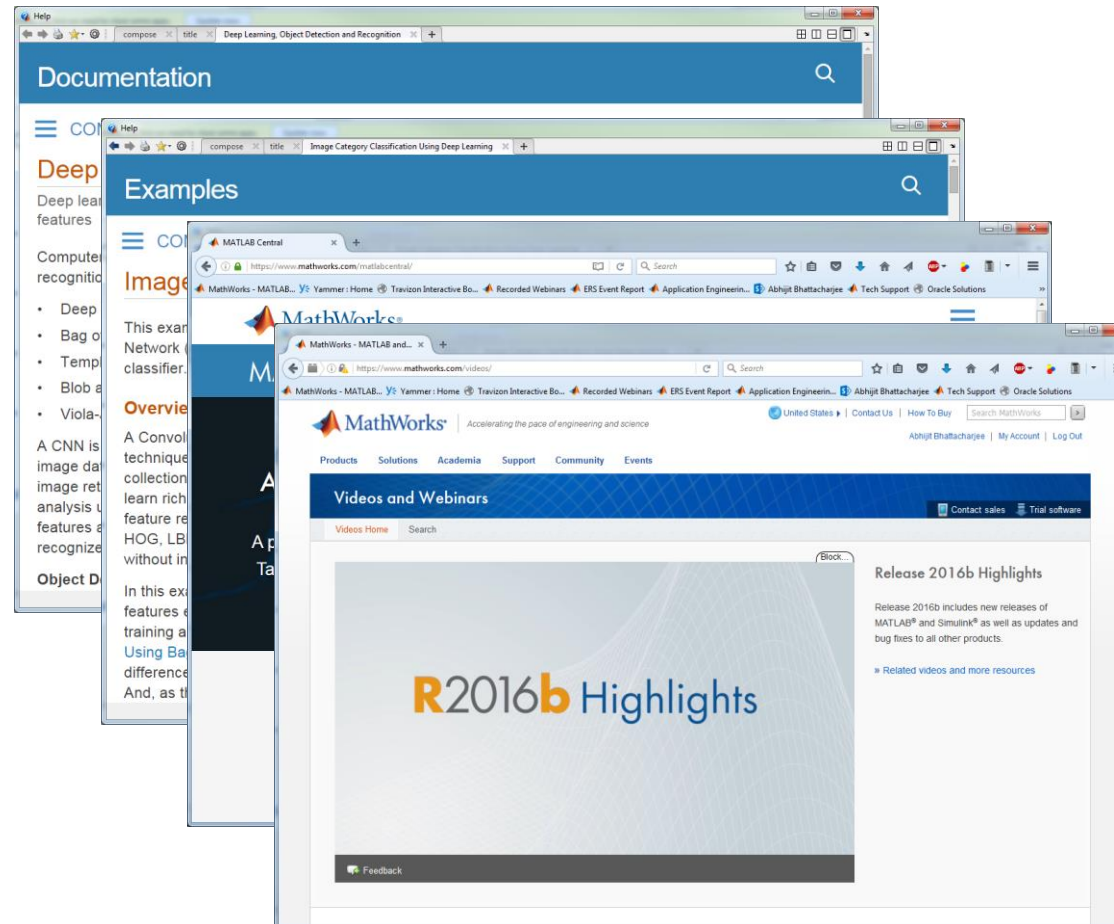 Help
compose
title
Deep Learning, Object Detection and Recognition
Documentation
Deep
Deep lear
features
Computer
recognitio
• Deep
• Bag o
• Templ
• Blob a
• Viola-
A CNN is
image dat
image ret
analysis u
features a
recognize
Object D
Help
compose
title
Image Category Classification Using Deep Learning
Examples
Image
This exam
Network (
classifier.
Overvie
A Convol
technique
collection
learn rich
feature re
HOG, LB
without in
In this exa
features e
training a
Using Ba
difference
And, as th
MATLAB Central
https://www.mathworks.com/matlabcentral/
Search
MathWorks - MATLAB... Yammer : Home Travizon Interactive Bo... Recorded Webinars ERS Event Report Application Engineerin... Abhijit Bhattacharjee Tech Support Oracle Solutions
MathWorks®
A p
Ta
MathWorks - MATLAB and...
https://www.mathworks.com/videos/
Search
MathWorks - MATLAB... Yammer : Home Travizon Interactive Bo... Recorded Webinars ERS Event Report Application Engineerin... Abhijit Bhattacharjee Tech Support Oracle Solutions
MathWorks® Accelerating the pace of engineering and science
United States | Contact Us | How To Buy Search MathWorks
Abhijit Bhattacharjee | My Account | Log Out
Products Solutions Academia Support Community Events
Videos and Webinars
Contact sales Trial software
Videos Home Search
Block...
R2016b Highlights
Feedback
Release 2016b Highlights
Release 2016b includes new releases of
MATLAB® and Simulink® as well as updates and
bug fixes to all other products.
» Related videos and more resources